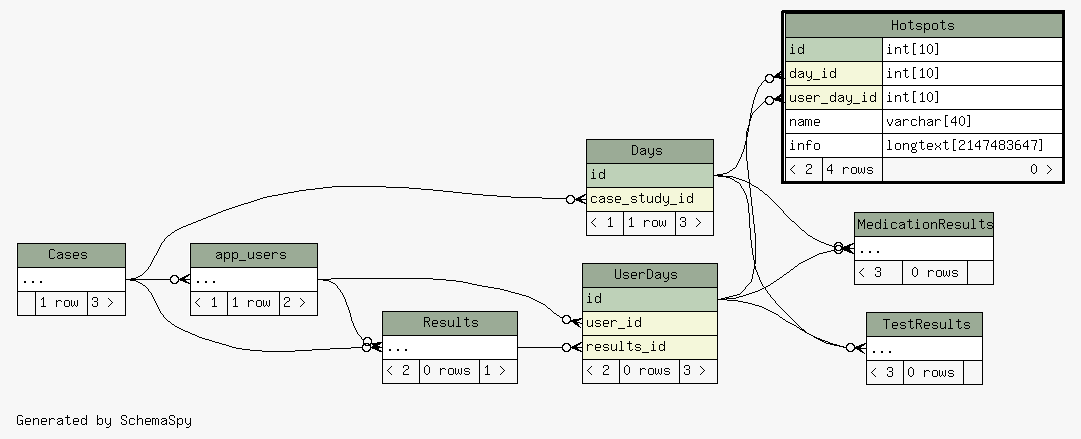 Hotspots
id int[10]
day_id int[10]
user_day_id int[10]
name varchar[40]
info longtext[2147483647]
< 2 4 rows 0 >
Days
id
case_study_id
< 1 1 row 3 >
MedicationResults
...
< 3 0 rows
Cases
...
1 row 3 >
app_users
...
< 1 1 row 2 >
UserDays
id
user_id
results_id
< 2 0 rows 3 >
Results
...
< 2 0 rows 1 >
TestResults
...
< 3 0 rows
Generated by SchemaSpy